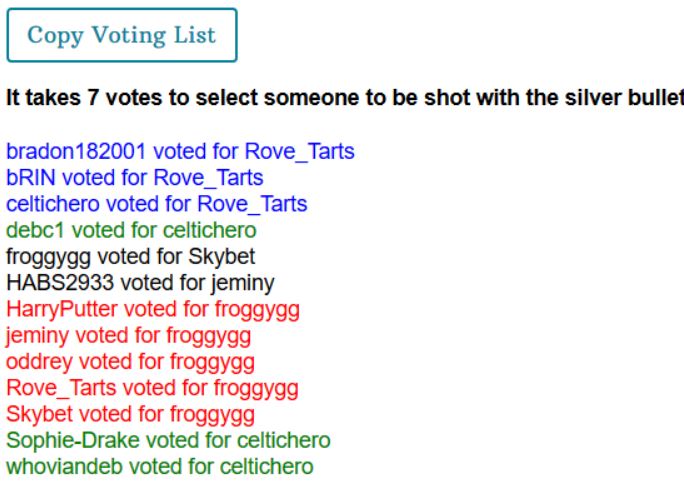 Copy Voting List
It takes 7 votes to select someone to be shot with the silver bullet
bradon182001 voted for Rove_Tarts
bRIN voted for Rove_Tarts
celtichero voted for Rove_Tarts
debc1 voted for celtichero
froggygg voted for Skybet
HABS2933 voted for jeminy
HarryPutter voted for froggygg
jeminy voted for froggygg
oddrey voted for froggygg
Rove_Tarts voted for froggygg
Skybet voted for froggygg
Sophie-Drake voted for celtichero
whoviandeb voted for celtichero